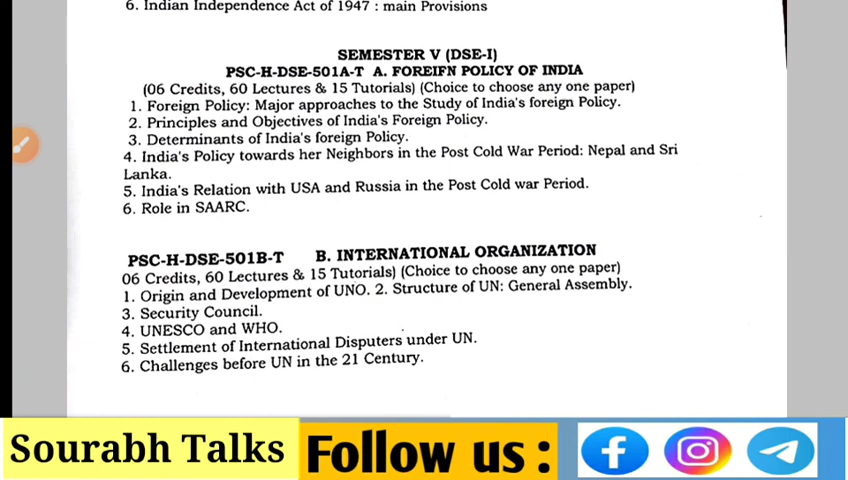 6. Indian Independence Act of 1947 : main Provisions
SEMESTER V (DSE-I)
PSC-H-DSE-501A-T A. FOREIFN POLICY OF INDIA
(06 Credits, 60 Lectures & 15 Tutorials) (Choice to choose any one paper)
1. Foreign Policy: Major approaches to the Study of India's foreign Policy.
2. Principles and Objectives of India's Foreign Policy.
3. Determinants of India's foreign Policy.
4. India's Policy towards her Neighbors in the Post Cold War Period: Nepal and Sri
Lanka.
5. India's Relation with USA and Russia in the Post Cold war Period.
6. Role in SAARC.
PSC-H-DSE-501B-T B. INTERNATIONAL ORGANIZATION
06 Credits, 60 Lectures & 15 Tutorials) (Choice to choose any one paper)
1. Origin and Development of UNO. 2. Structure of UN: General Assembly.
3. Security Council.
4. UNESCO and WHO.
5. Settlement of International Disputers under UN.
6. Challenges before UN in the 21 Century.
Sourabh Talks Follow us :